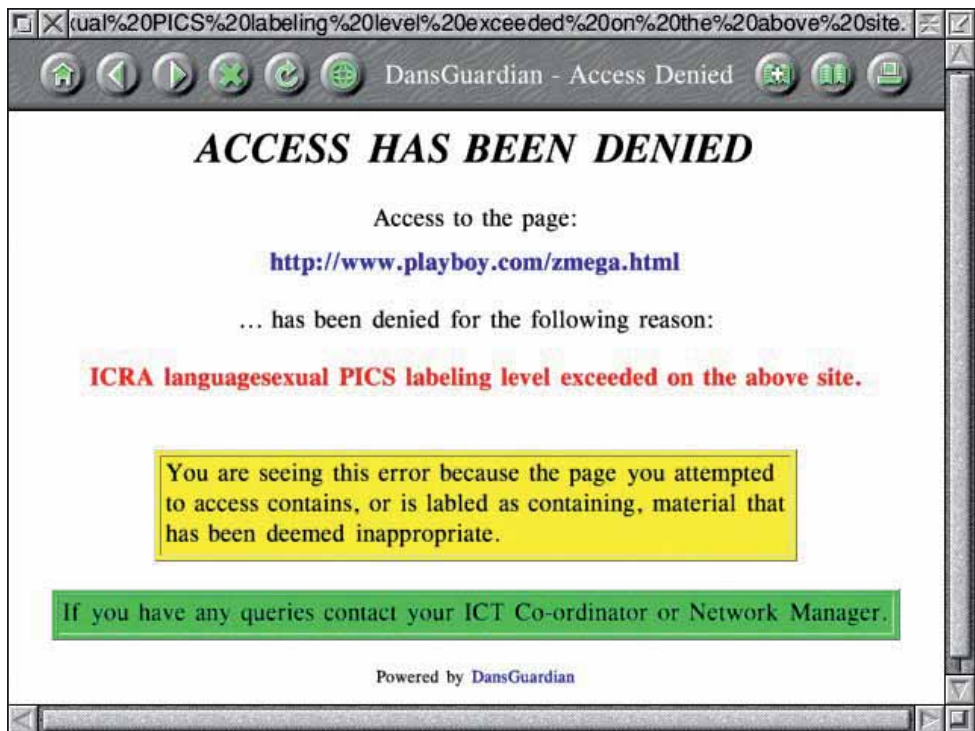 xual%20PICS%20labeling%20level%20exceeded%20on%20the%20above%20site.
DansGuardian - Access Denied
ACCESS HAS BEEN DENIED
Access to the page:
http://www.playboy.com/zmega.html
... has been denied for the following reason:
ICRA languagesexual PICS labeling level exceeded on the above site.
You are seeing this error because the page you attempted
to access contains, or is labled as containing, material that
has been deemed inappropriate.
If you have any queries contact your ICT Co-ordinator or Network Manager.
Powered by DansGuardian